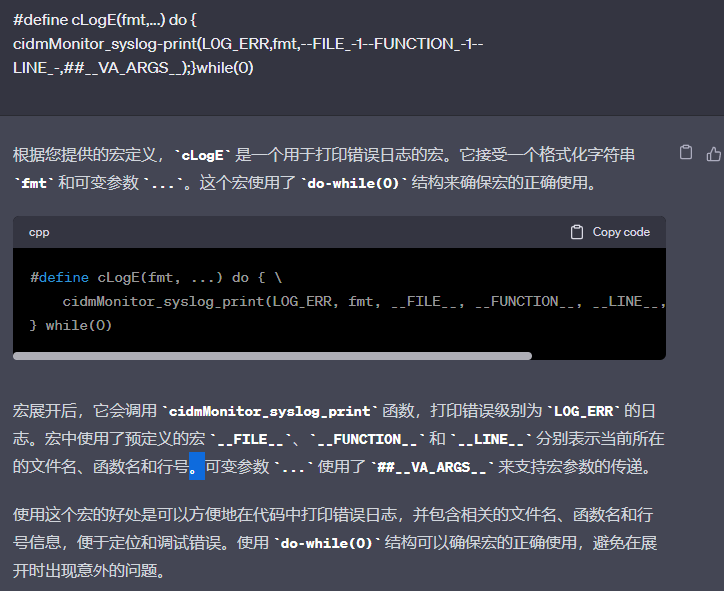 #define cLogE(fmt,...) do {
cidmMonitor_syslog-print(L0G_ERR,fmt,--FILE_-1--FUNCTION_-1--
LINE_-,##__VA_ARGS__);}while(0)
根据您提供的宏定义，`cLogE` 是一个用于打印错误日志的宏。它接受一个格式化字符串
`fmt` 和可变参数 `...`。这个宏使用了 `do-while(0)` 结构来确保宏的正确使用。
cpp Copy code
#define cLogE(fmt, ...) do { \
cidmMonitor_syslog_print(LOG_ERR, fmt, __FILE__, __FUNCTION__, __LINE__,
} while(0)
宏展开后，它会调用 `cidmMonitor_syslog_print` 函数，打印错误级别为 `LOG_ERR` 的日
志。宏中使用了预定义的宏 `__FILE__`、`__FUNCTION__` 和 `__LINE__` 分别表示当前所在
的文件名、函数名和行号。可变参数 `...` 使用了 `##__VA_ARGS__` 来支持宏参数的传递。
使用这个宏的好处是可以方便地在代码中打印错误日志，并包含相关的文件名、函数名和行
号信息，便于定位和调试错误。使用 `do-while(0)` 结构可以确保宏的正确使用，避免在展
开时出现意外的问题。